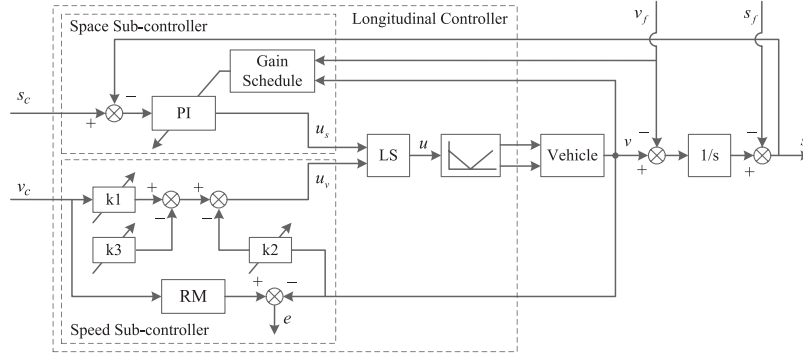 Longitudinal Controller
v_f
s_f
Space Sub-controller
Gain
Schedule
−
s_c
+
PI
u_s
LS
u
Vehicle
v
−
+
1/s
−
+
s
v_c
k1
+
−
+
−
u_v
k3
k2
RM
+
−
e
Speed Sub-controller